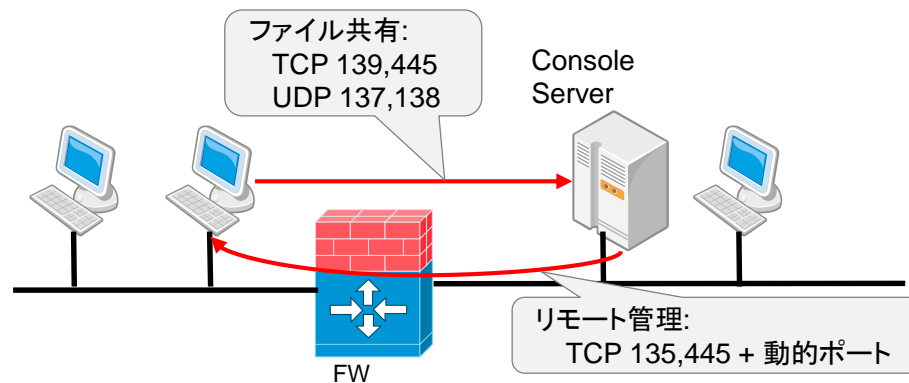 ファイル共有:
TCP 139,445
UDP 137,138
Console
Server
リモート管理:
TCP 135,445 + 動的ポート
FW